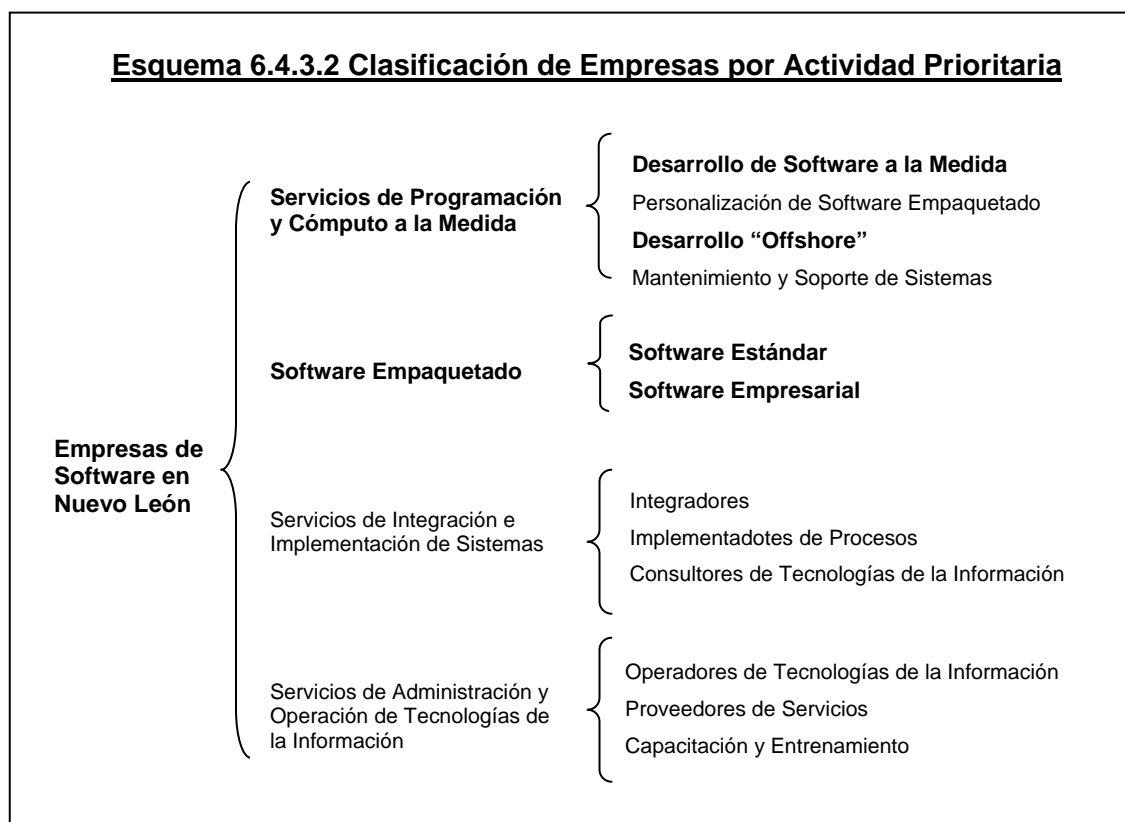 Esquema 6.4.3.2 Clasificación de Empresas por Actividad Prioritaria
Empresas de
Software en
Nuevo León
Servicios de Programación
y Cómputo a la Medida
Desarrollo de Software a la Medida
Personalización de Software Empaquetado
Desarrollo “Offshore”
Mantenimiento y Soporte de Sistemas
Software Empaquetado
Software Estándar
Software Empresarial
Servicios de Integración e
Implementación de Sistemas
Integradores
Implementadotes de Procesos
Consultores de Tecnologías de la Información
Servicios de Administración y
Operación de Tecnologías de
la Información
Operadores de Tecnologías de la Información
Proveedores de Servicios
Capacitación y Entrenamiento